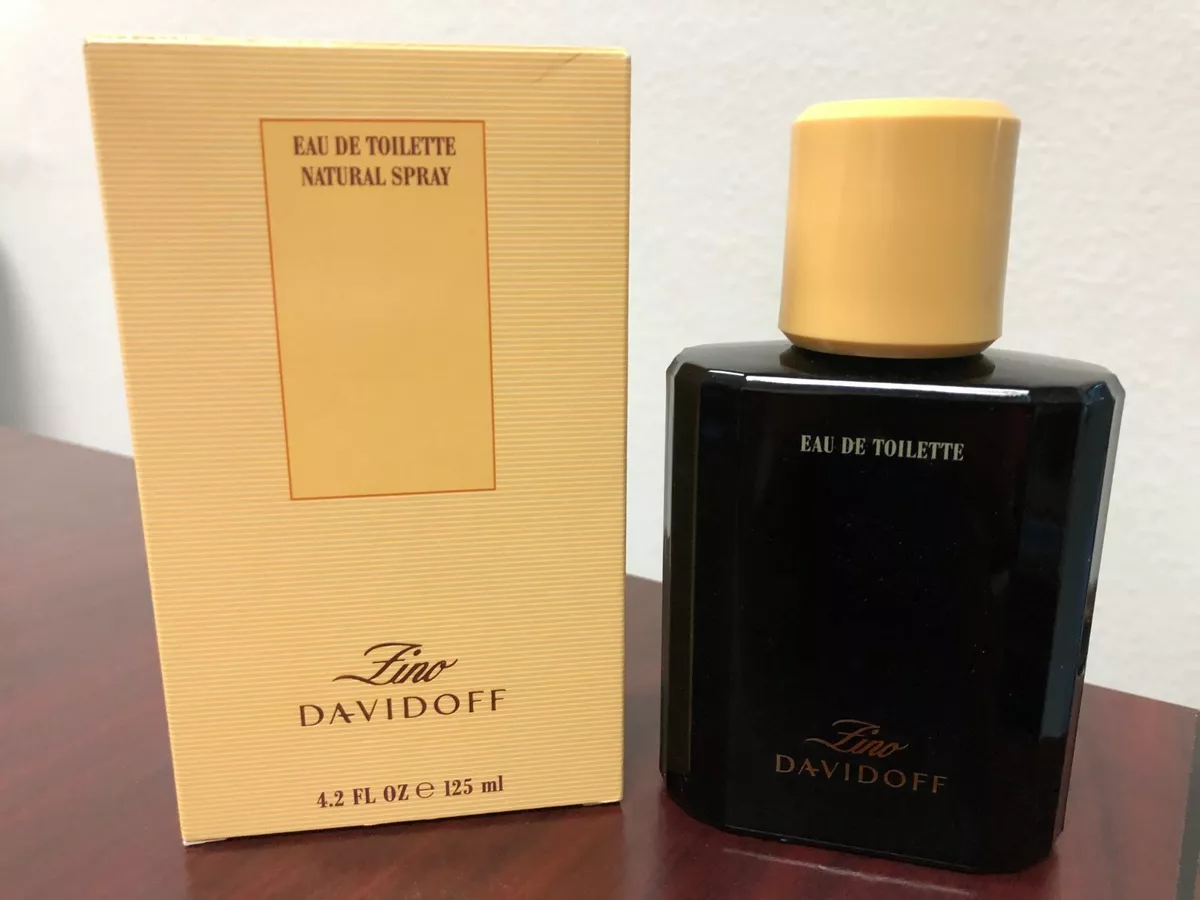 EAU DE TOILETTE
NATURAL SPRAY
Zino
DAVIDOFF
4.2 FL OZ ℮ 125 ml
EAU DE TOILETTE
Zino
DAVIDOFF